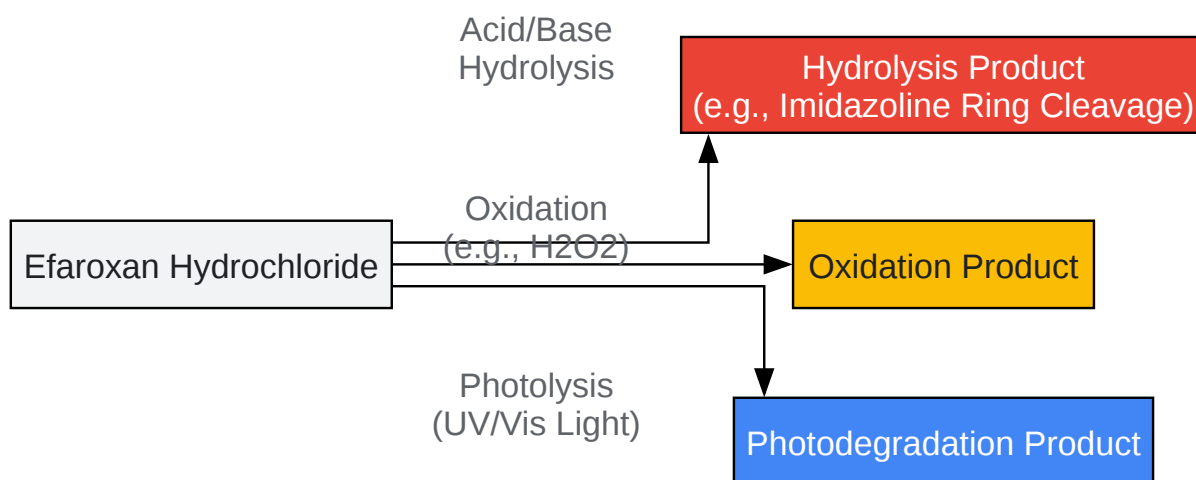 Acid/Base
Hydrolysis
Hydrolysis Product
(e.g., Imidazoline Ring Cleavage)
Efaroxan Hydrochloride
Oxidation
(e.g., H2O2)
Oxidation Product
Photolysis
(UV/Vis Light)
Photodegradation Product